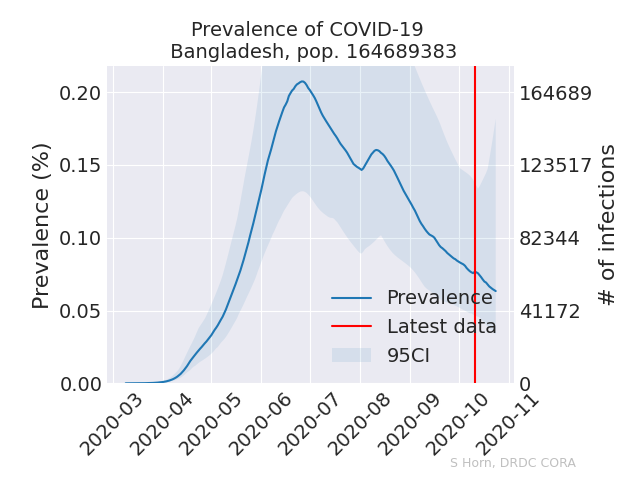 Prevalence of COVID-19
Bangladesh, pop. 164689383
Prevalence (%)
0.20
0.15
0.10
0.05
0.00
164689
123517
82344
41172
0
# of infections
Prevalence
Latest data
95CI
2020-03
2020-04
2020-05
2020-06
2020-07
2020-08
2020-09
2020-10
2020-11
S Horn, DRDC CORA